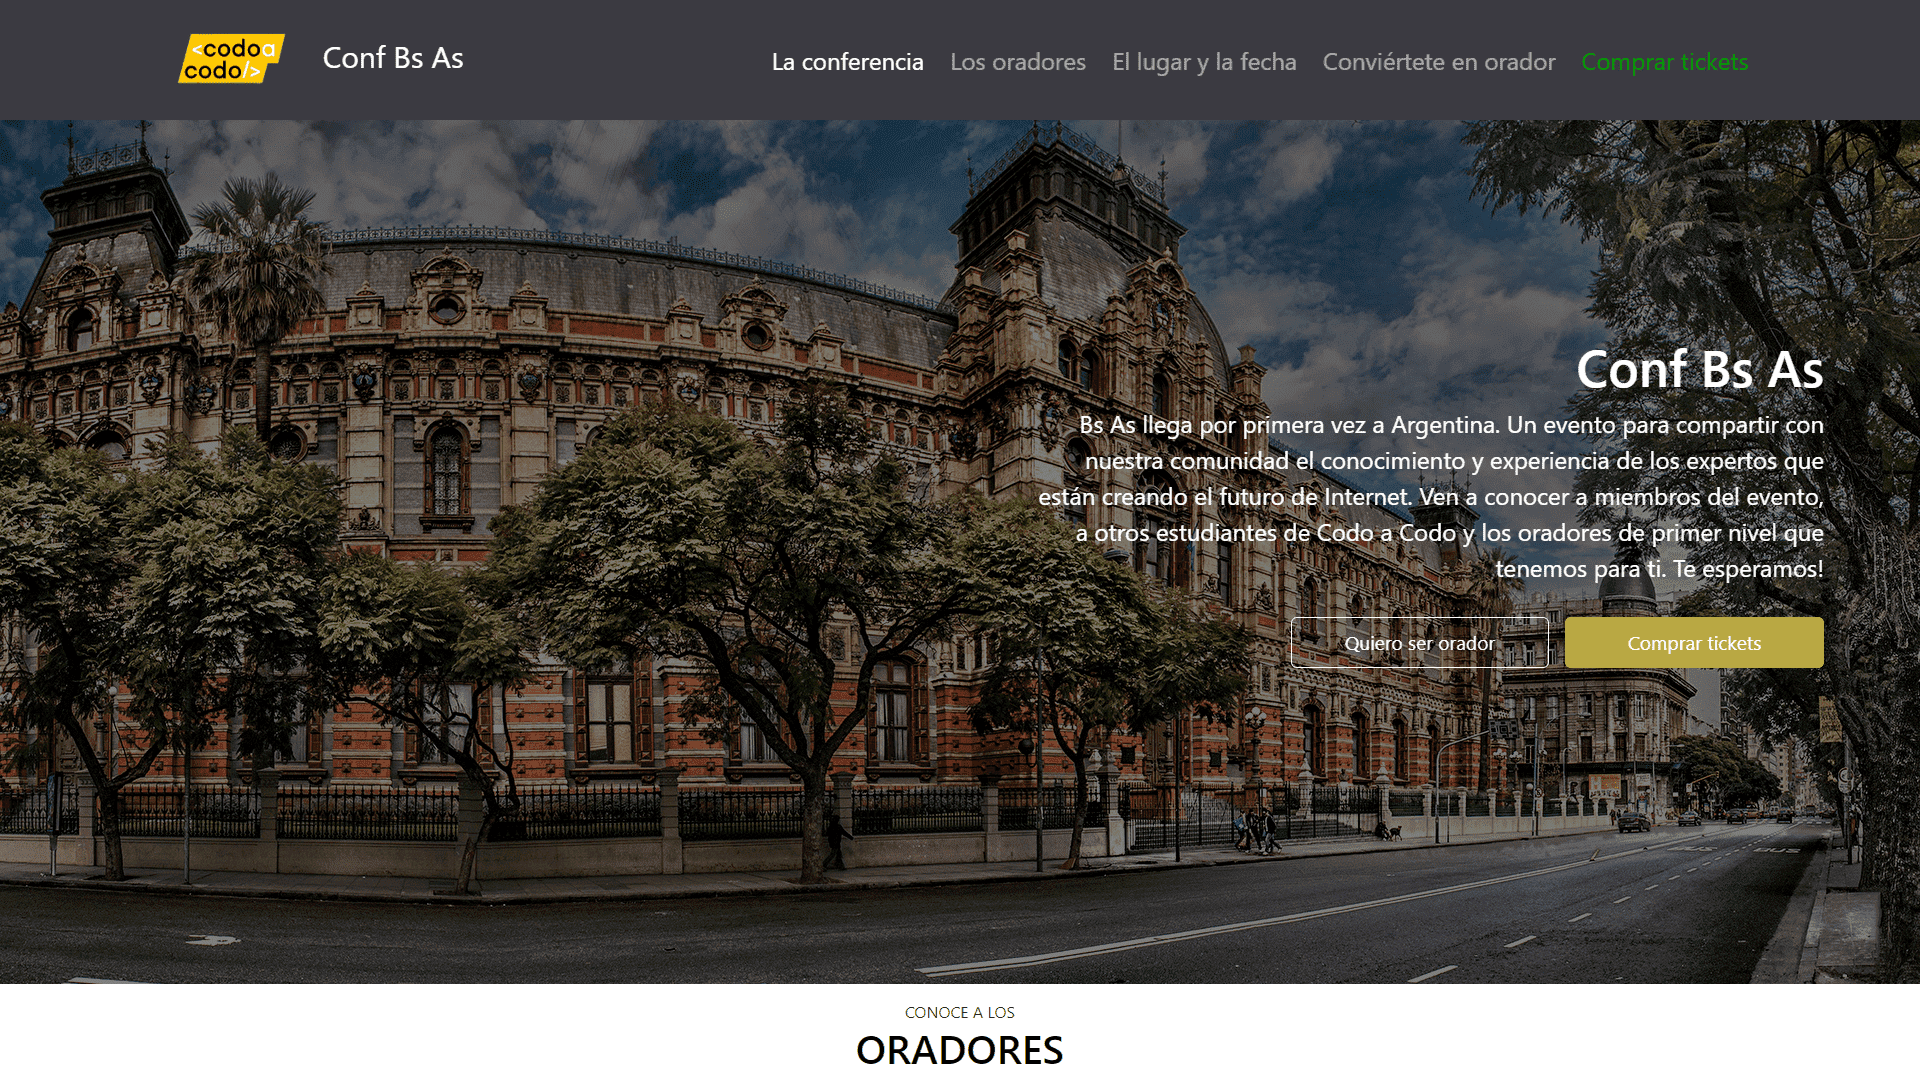 <codo a
codo/>
Conf Bs As
La conferencia
Los oradores
El lugar y la fecha
Conviértete en orador
Comprar tickets
Conf Bs As
Bs As llega por primera vez a Argentina. Un evento para compartir con
nuestra comunidad el conocimiento y experiencia de los expertos que
están creando el futuro de Internet. Ven a conocer a miembros del evento,
a otros estudiantes de Codo a Codo y los oradores de primer nivel que
tenemos para ti. Te esperamos!
Quiero ser orador
Comprar tickets
CONOCE A LOS
ORADORES